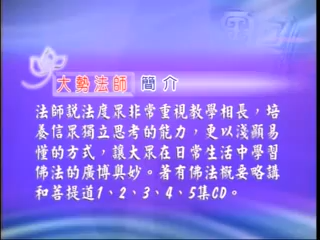 大勢法師 簡介
法師説法度眾非常重視教學相長,培
養信眾獨立思考的能力,更以淺顯易
懂的方式,讓大眾在日常生活中學習
佛法的廣博與妙。著有佛法概要略講
和菩提道1、2、3、4、5集CD。